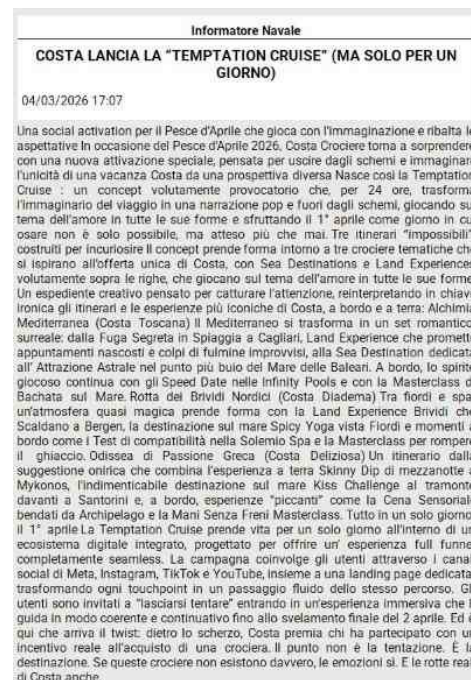 Informatore Navale
COSTA LANCIA LA “TEMPTATION CRUISE” (MA SOLO PER UN
GIORNO)
04/03/2026 17:07
Una social activation per il Pesce d'Aprile che gioca con l'immaginazione e ribalta le
aspettative In occasione del Pesce d'Aprile 2026, Costa Crociere torna a sorprendere
con una nuova attivazione speciale, pensata per uscire dagli schemi e immaginare
l'unicità di una vacanza Costa da una prospettiva diversa Nasce così la Temptation
Cruise : un concept volutamente provocatorio che, per 24 ore, trasforma
l'immaginario del viaggio in una narrazione pop e fuori dagli schemi, giocando sul
tema dell'amore in tutte le sue forme e sfruttando il 1° aprile come giorno in cui
osare non è solo possibile, ma atteso più che mai. Tre itinerari “impossibili”
costruiti per incuriosire Il concept prende forma intorno a tre crociere tematiche che
si ispirano all'offerta unica di Costa, con Sea Destinations e Land Experiences
volutamente sopra le righe, che giocano sul tema dell'amore in tutte le sue forme.
Un espediente creativo pensato per catturare l'attenzione, reinterpretando in chiave
ironica gli itinerari e le esperienze più iconiche di Costa, a bordo e a terra: Alchimia
Mediterranea (Costa Toscana) Il Mediterraneo si trasforma in un set romantico
surreale: dalla Fuga Segreta in Spiaggia a Cagliari, Land Experience che promette
appuntamenti nascosti e colpi di fulmine improvvisi, alla Sea Destination dedicata
all' Attrazione Astrale nel punto più buio del Mare delle Baleari. A bordo, lo spirito
giocoso continua con gli Speed Date nelle Infinity Pools e con la Masterclass di
Bachata sul Mare. Rotta dei Brividi Nordici (Costa Diadema) Tra fiordi e spa,
un'atmosfera quasi magica prende forma con la Land Experience Brividi che
Scaldano a Bergen, la destinazione sul mare Spicy Yoga vista Fiordi e momenti a
bordo come il Test di compatibilità nella Solemio Spa e la Masterclass per rompere
il ghiaccio. Odissea di Passione Greca (Costa Deliziosa) Un itinerario dalla
suggestione onirica che combina l'esperienza a terra Skinny Dip di mezzanotte a
Mykonos, l'indimenticabile destinazione sul mare Kiss Challenge al tramonto
davanti a Santorini e, a bordo, esperienze “piccanti” come la Cena Sensoriale
bendati da Archipelago e la Mani Senza Freni Masterclass. Tutto in un solo giorno:
il 1° aprile La Temptation Cruise prende vita per un solo giorno all'interno di un
ecosistema digitale integrato, progettato per offrire un' esperienza full funnel
completamente seamless. La campagna coinvolge gli utenti attraverso i canali
social di Meta, Instagram, TikTok e YouTube, insieme a una landing page dedicata,
trasformando ogni touchpoint in un passaggio fluido dello stesso percorso. Gli
utenti sono invitati a “lasciarsi tentare” entrando in un'esperienza immersiva che li
guida in modo coerente e continuativo fino allo svelamento finale del 2 aprile. Ed è
qui che arriva il twist: dietro lo scherzo, Costa premia chi ha partecipato con un
incentivo reale all'acquisto di una crociera. Il punto non è la tentazione. È la
destinazione. Se queste crociere non esistono davvero, le emozioni sì. E le rotte reali
di Costa anche.